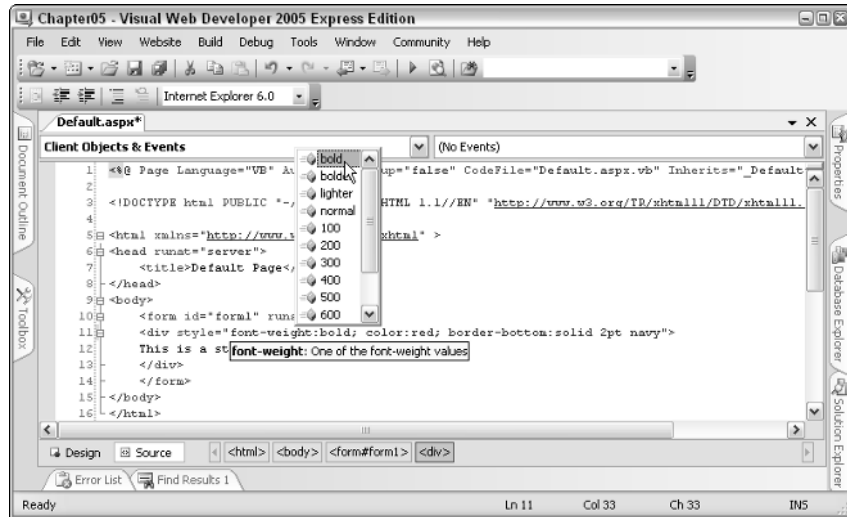 Chapter05 - Visual Web Developer 2005 Express Edition
File Edit View Website Build Debug Tools Window Community Help
Internet Explorer 6.0
Default.aspx*
Client Objects & Events
(No Events)
bold
bolder
lighter
normal
100
200
300
400
500
600
1 <%@ Page Language="VB" Au up="false" CodeFile="Default.aspx.vb" Inherits="_Default
2
3 <!DOCTYPE html PUBLIC "-, HTML 1.1//EN" "http://www.w3.org/TR/xhtml11/DTD/xhtml11.
4
5 <html xmlns="http://www. xhtml" >
6 <head runat="server">
7 <title>Default Page<
8 </head>
9 <body>
10 <form id="form1" runa
11 <div style="font-weight:bold; color:red; border-bottom:solid 2pt navy">
12 This is a st
font-weight: One of the font-weight values
13 </div>
14 </form>
15 </body>
16 </html>
Design Source <html> <body> <form#form1> <div>
Error List Find Results 1
Ready Ln 11 Col 33 Ch 33 INS
Document Outline
Toolbox
Properties
Database Explorer
Solution Explorer